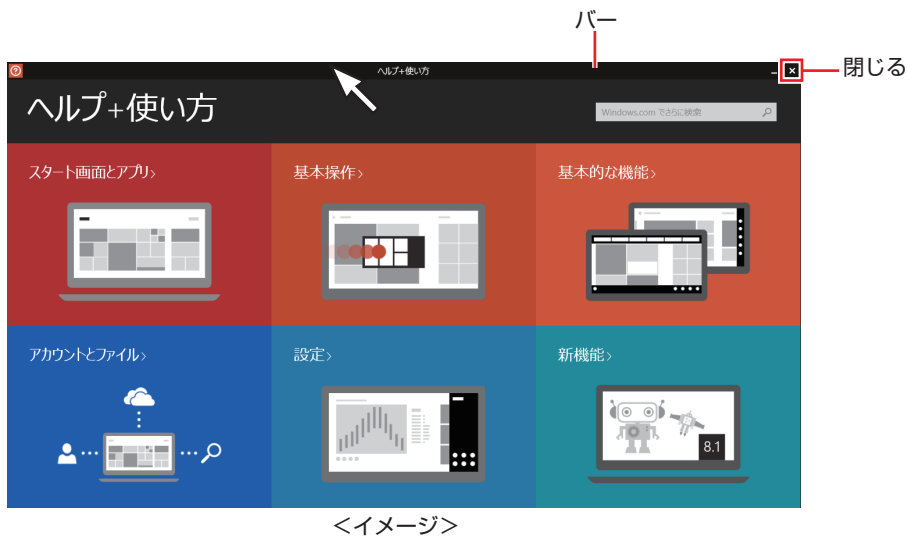 バー
閉じる
ヘルプ+使い方
ヘルプ+使い方
Windows.com でさらに検索
スタート画面とアプリ›
基本操作›
基本的な機能›
アカウントとファイル›
設定›
新機能›
8.1
＜イメージ＞